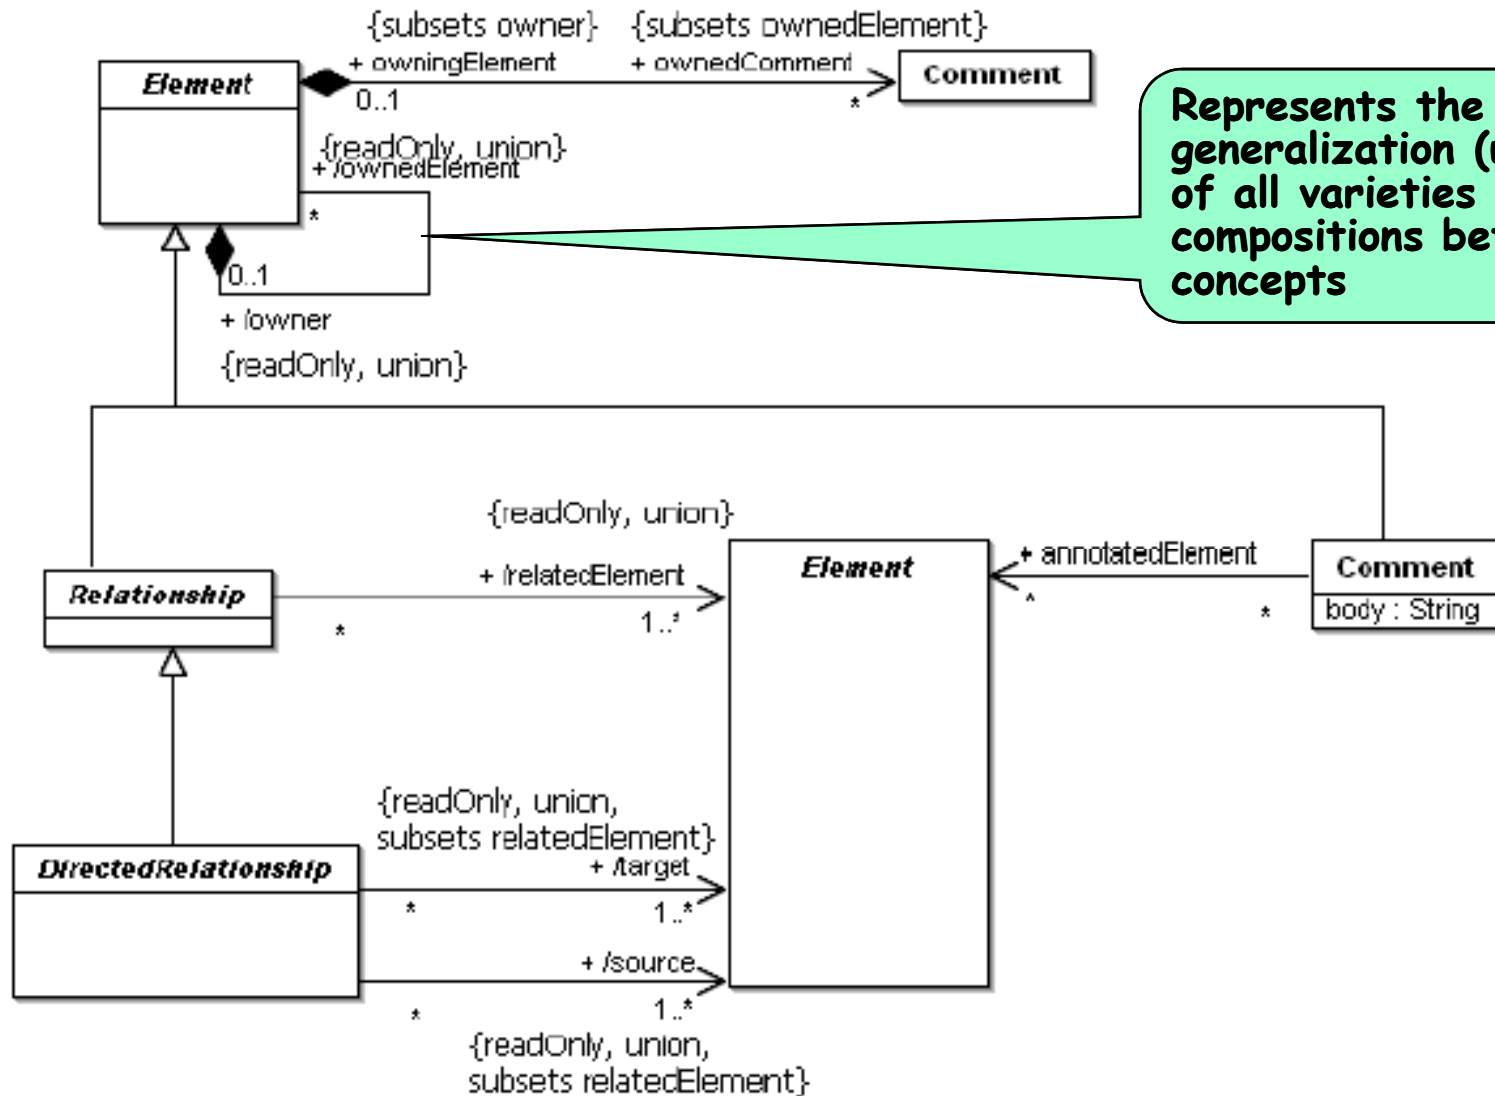 {subsets owner} {subsets ownedElement}
+ owningElement + ownedComment
Element
Comment
0..1 *
{readOnly, union}
+ /ownedElement
*
0..1
+ /owner
{readOnly, union}
Represents the
generalization (u
of all varieties
compositions be
concepts
{readOnly, union}
+ /relatedElement
Element
+ annotatedElement
Comment
Relationship
* 1..* * *
body : String
{readOnly, union,
subsets relatedElement}
+ /target
DirectedRelationship
* 1..*
+ /source
* 1..*
{readOnly, union,
subsets relatedElement}